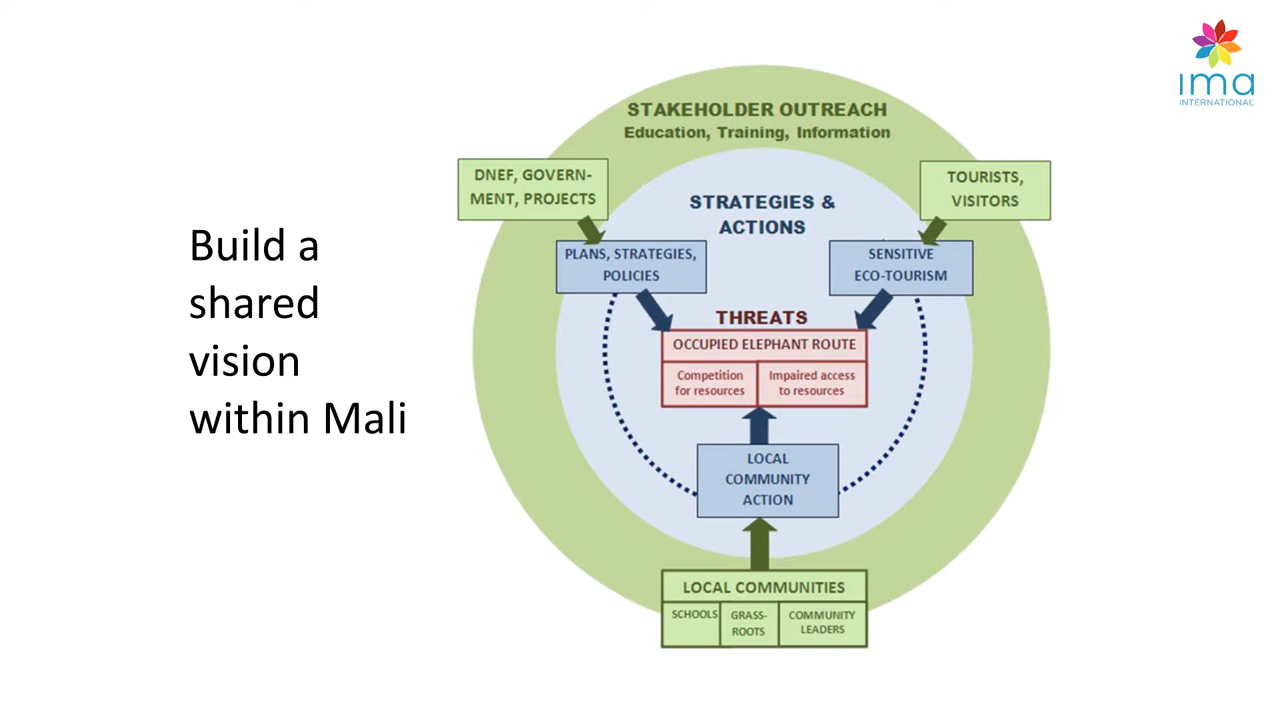 ima
INTERNATIONAL
Build a
shared
vision
within Mali
STAKEHOLDER OUTREACH
Education, Training, Information
DNEF, GOVERN-
MENT, PROJECTS
TOURISTS,
VISITORS
STRATEGIES &
ACTIONS
PLANS, STRATEGIES,
POLICIES
SENSITIVE
ECO-TOURISM
THREATS
OCCUPIED ELEPHANT ROUTE
Competition
for resources
Impaired access
to resources
LOCAL
COMMUNITY
ACTION
LOCAL COMMUNITIES
SCHOOLS
GRASS-
ROOTS
COMMUNITY
LEADERS